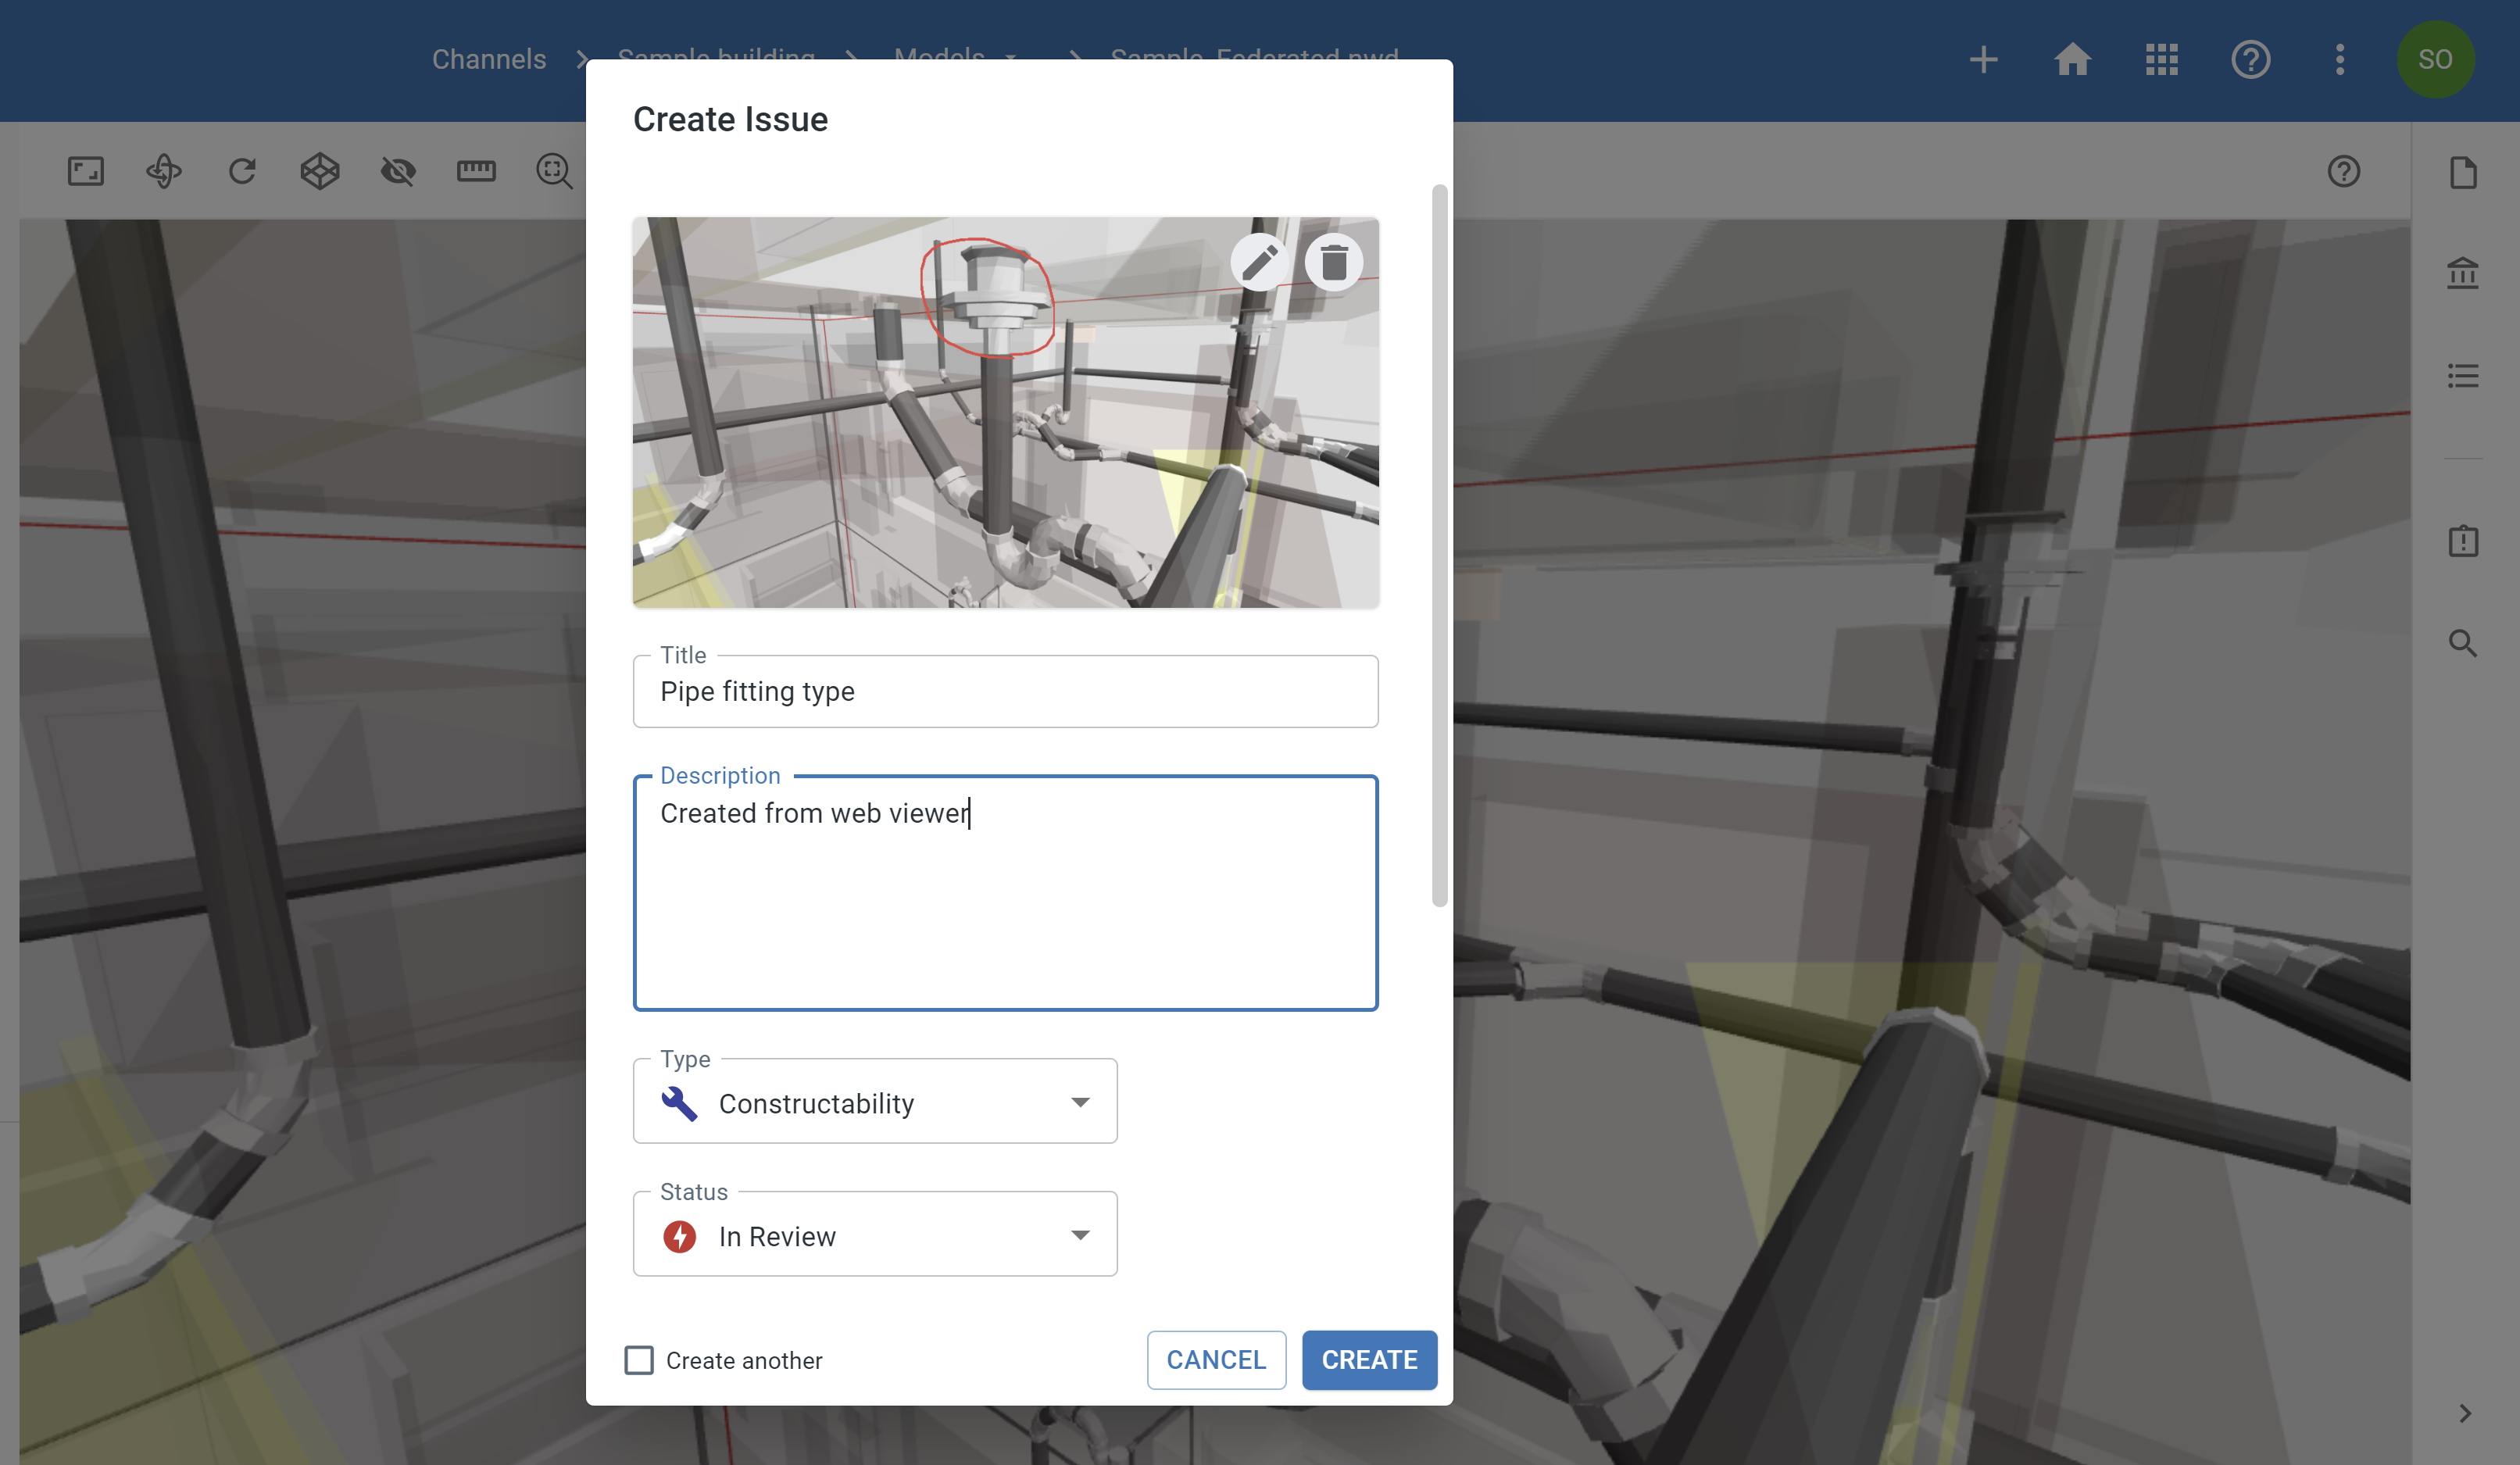 Channels > Sample building > Models > Sample_Federated.nwd
SO
Create Issue
Title
Pipe fitting type
Description
Created from web viewer
Type
Constructability
Status
In Review
Create another
CANCEL
CREATE